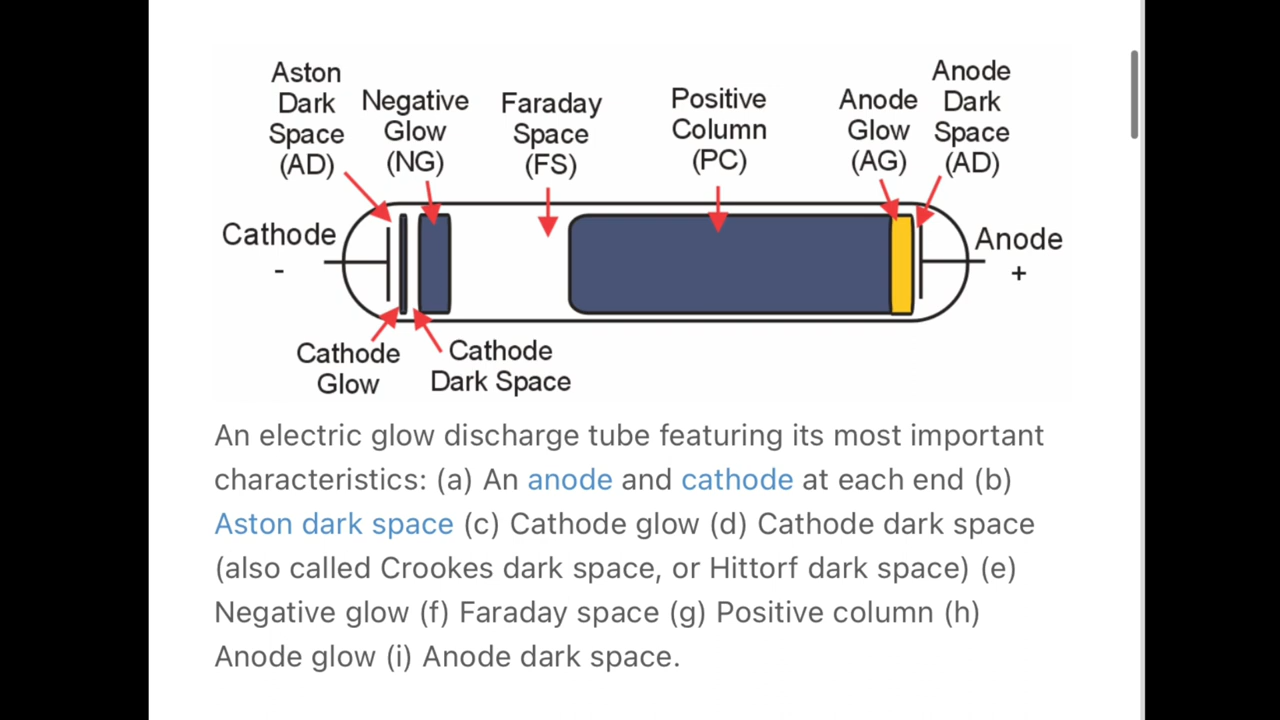 Aston
Dark
Space
(AD)
Negative
Glow
(NG)
Faraday
Space
(FS)
Positive
Column
(PC)
Anode
Glow
(AG)
Anode
Dark
Space
(AD)
Cathode
-
Anode
+
Cathode
Glow
Cathode
Dark Space
An electric glow discharge tube featuring its most important
characteristics: (a) An anode and cathode at each end (b)
Aston dark space (c) Cathode glow (d) Cathode dark space
(also called Crookes dark space, or Hittorf dark space) (e)
Negative glow (f) Faraday space (g) Positive column (h)
Anode glow (i) Anode dark space.